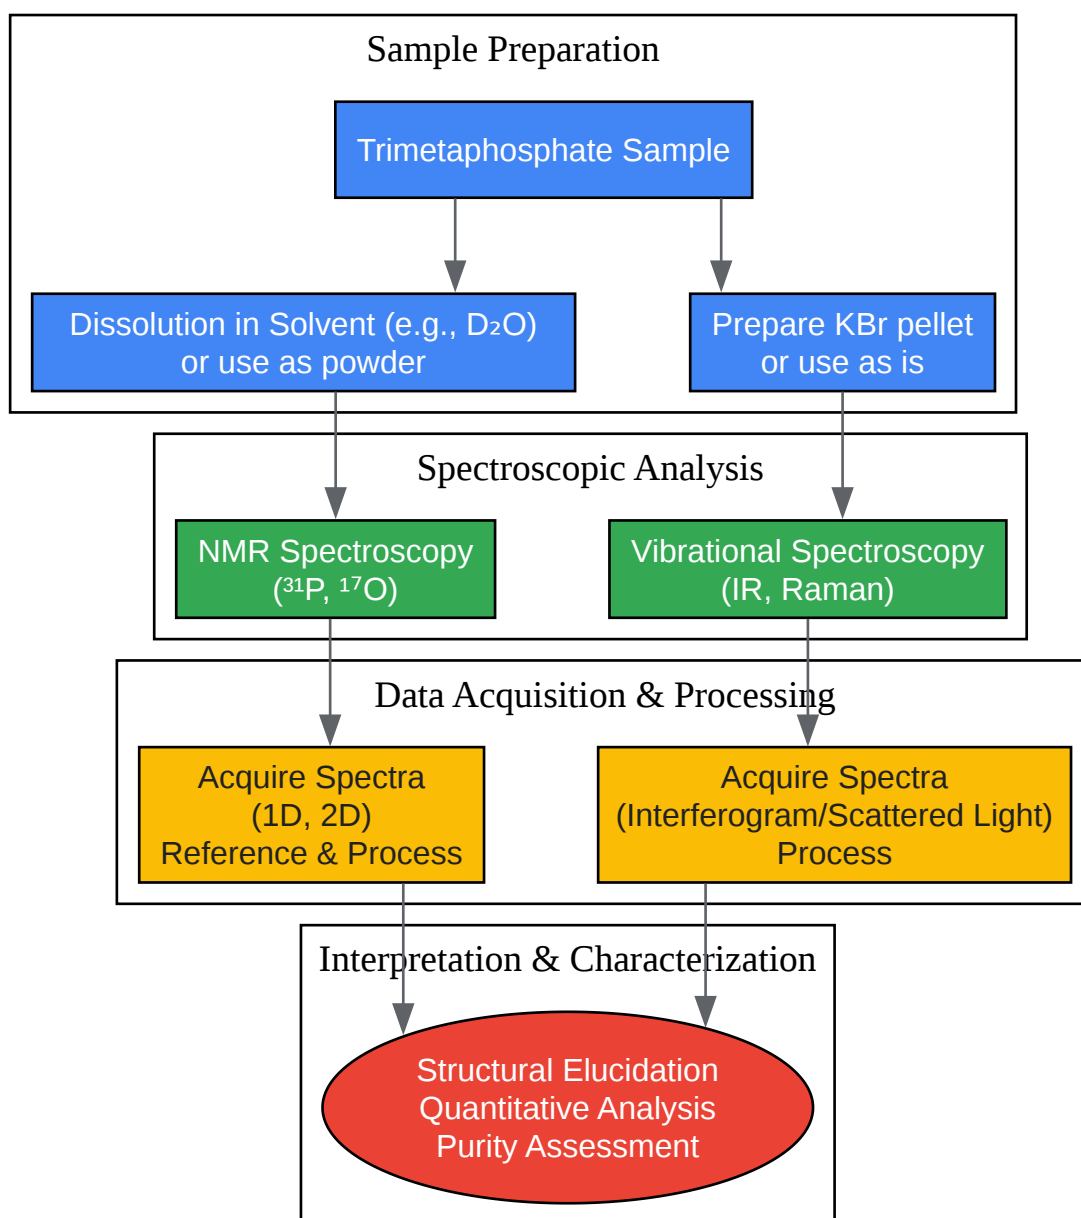 Sample Preparation
Trimetaphosphate Sample
Dissolution in Solvent (e.g., D₂O)
or use as powder
Prepare KBr pellet
or use as is
Spectroscopic Analysis
NMR Spectroscopy
(³¹P, ¹⁷O)
Vibrational Spectroscopy
(IR, Raman)
Data Acquisition & Processing
Acquire Spectra
(1D, 2D)
Reference & Process
Acquire Spectra
(Interferogram/Scattered Light)
Process
Interpretation & Characterization
Structural Elucidation
Quantitative Analysis
Purity Assessment